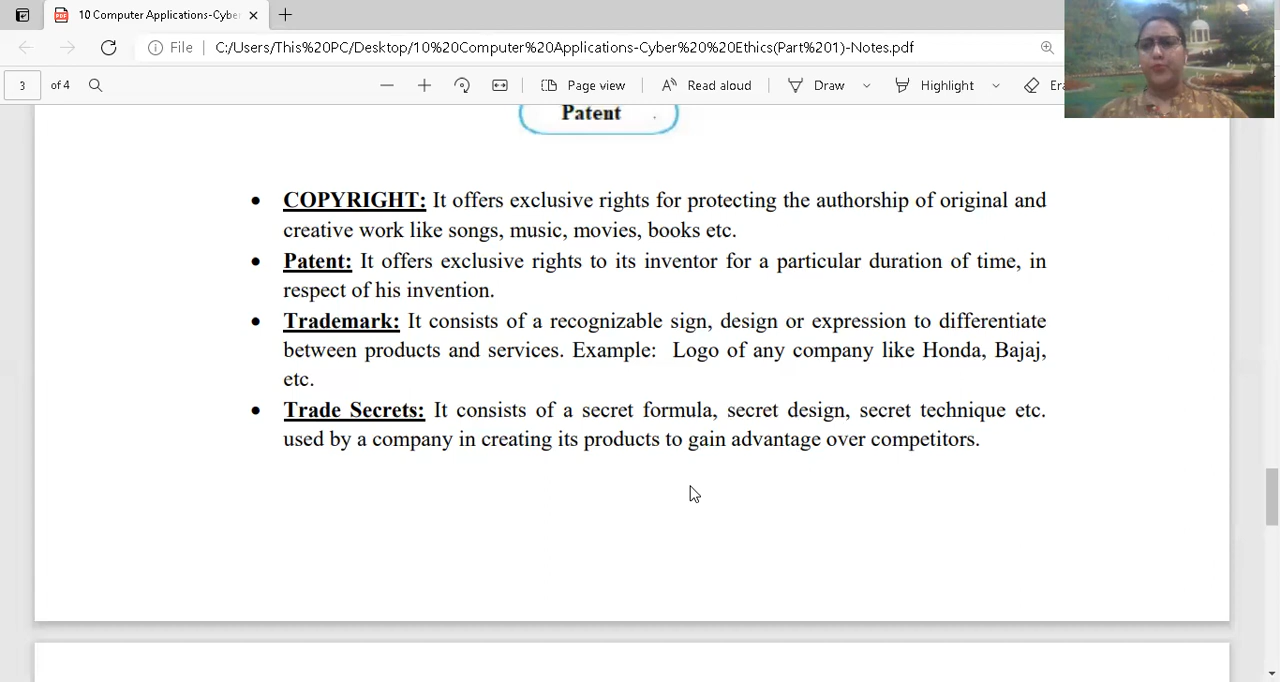 10 Computer Applications-Cyber
File
C:/Users/This%20PC/Desktop/10%20Computer%20Applications-Cyber%20%20Ethics(Part%201)-Notes.pdf
3 of 4 Page view Read aloud Draw Highlight
Patent
• COPYRIGHT: It offers exclusive rights for protecting the authorship of original and
creative work like songs, music, movies, books etc.
• Patent: It offers exclusive rights to its inventor for a particular duration of time, in
respect of his invention.
• Trademark: It consists of a recognizable sign, design or expression to differentiate
between products and services. Example: Logo of any company like Honda, Bajaj,
etc.
• Trade Secrets: It consists of a secret formula, secret design, secret technique etc.
used by a company in creating its products to gain advantage over competitors.